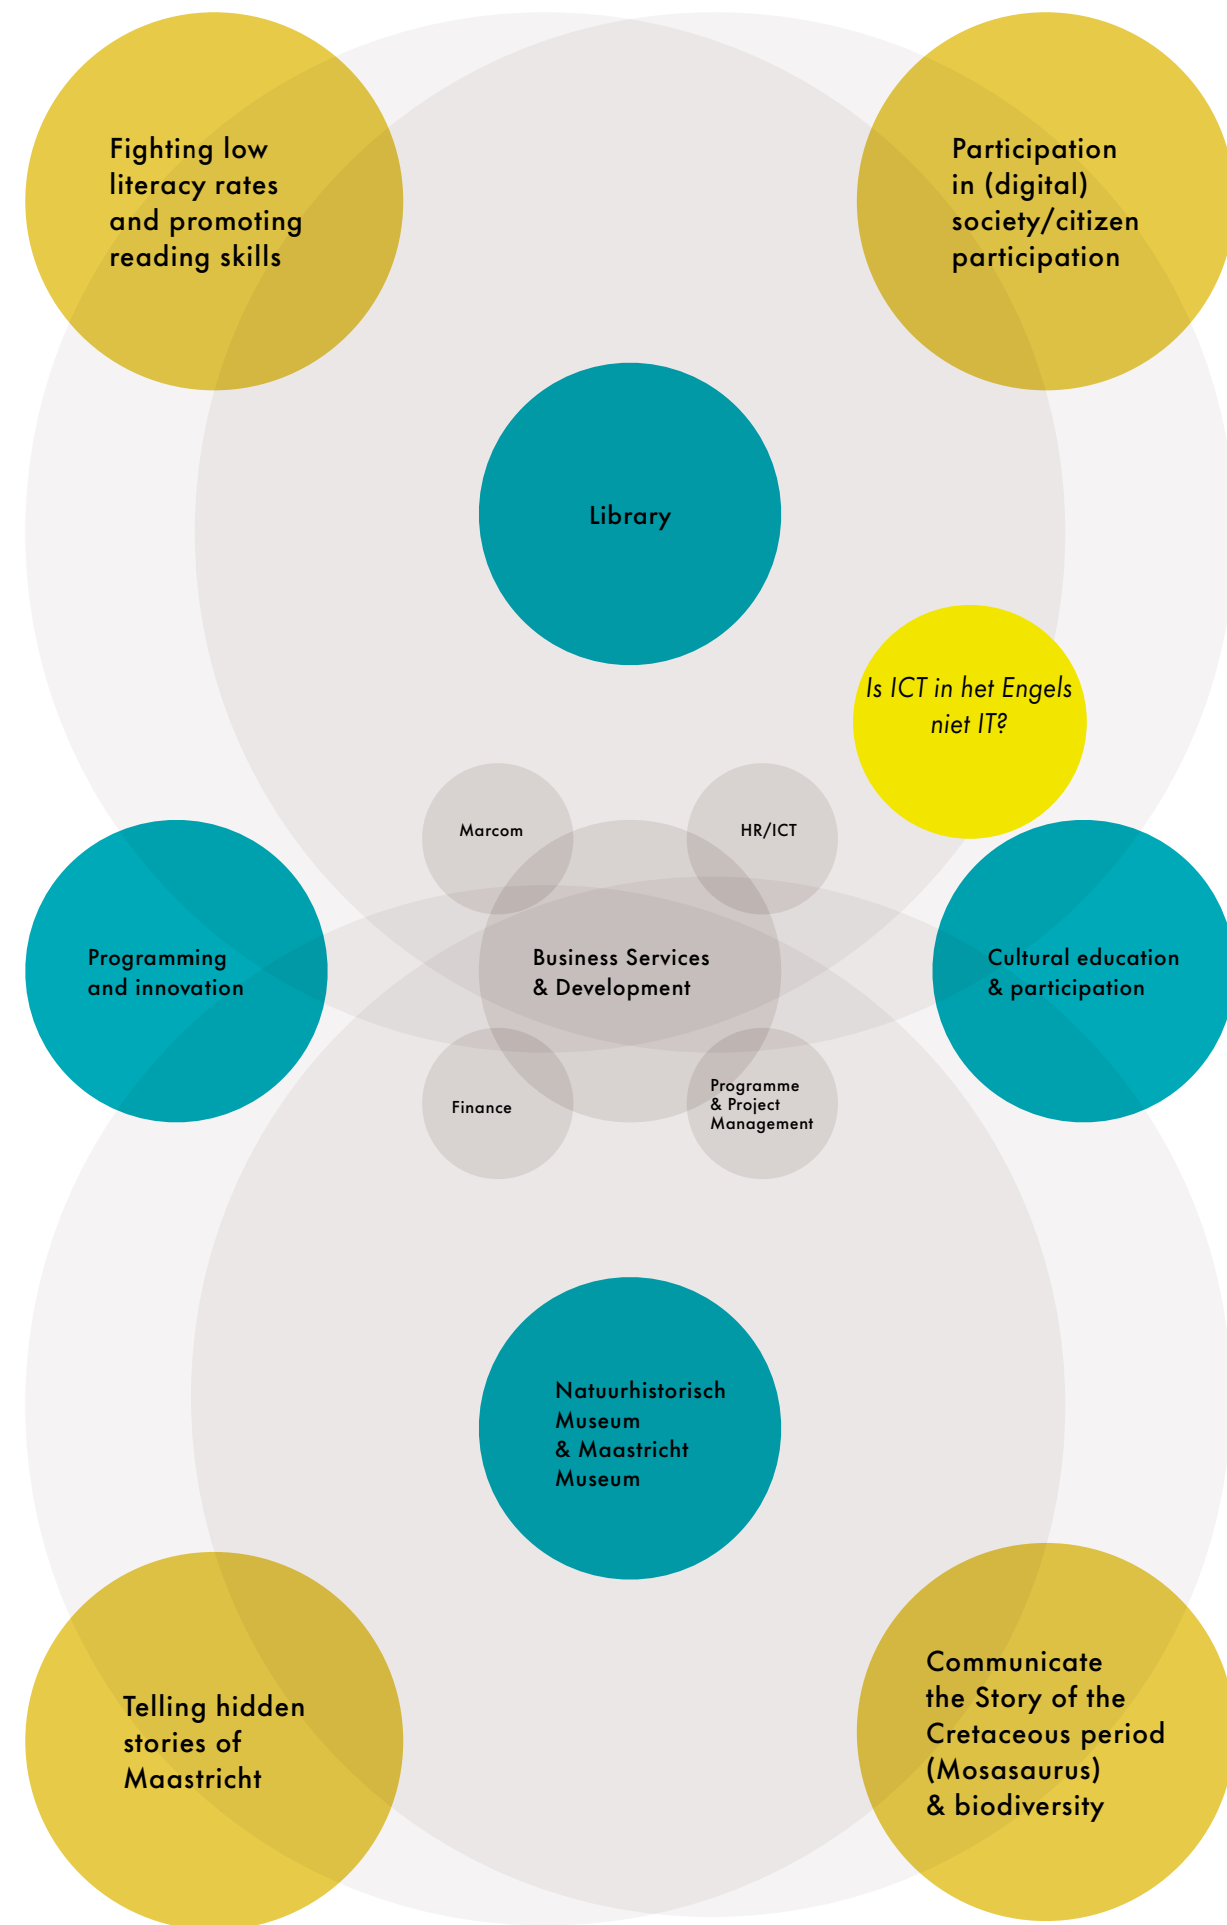 Fighting low
literacy rates
and promoting
reading skills
Participation
in (digital)
society/citizen
participation
Library
Is ICT in het Engels
niet IT?
Marcom
HR/ICT
Programming
and innovation
Business Services
& Development
Cultural education
& participation
Finance
Programme
& Project
Management
Natuurhistorisch
Museum
& Maastricht
Museum
Telling hidden
stories of
Maastricht
Communicate
the Story of the
Cretaceous period
(Mosasaurus)
& biodiversity